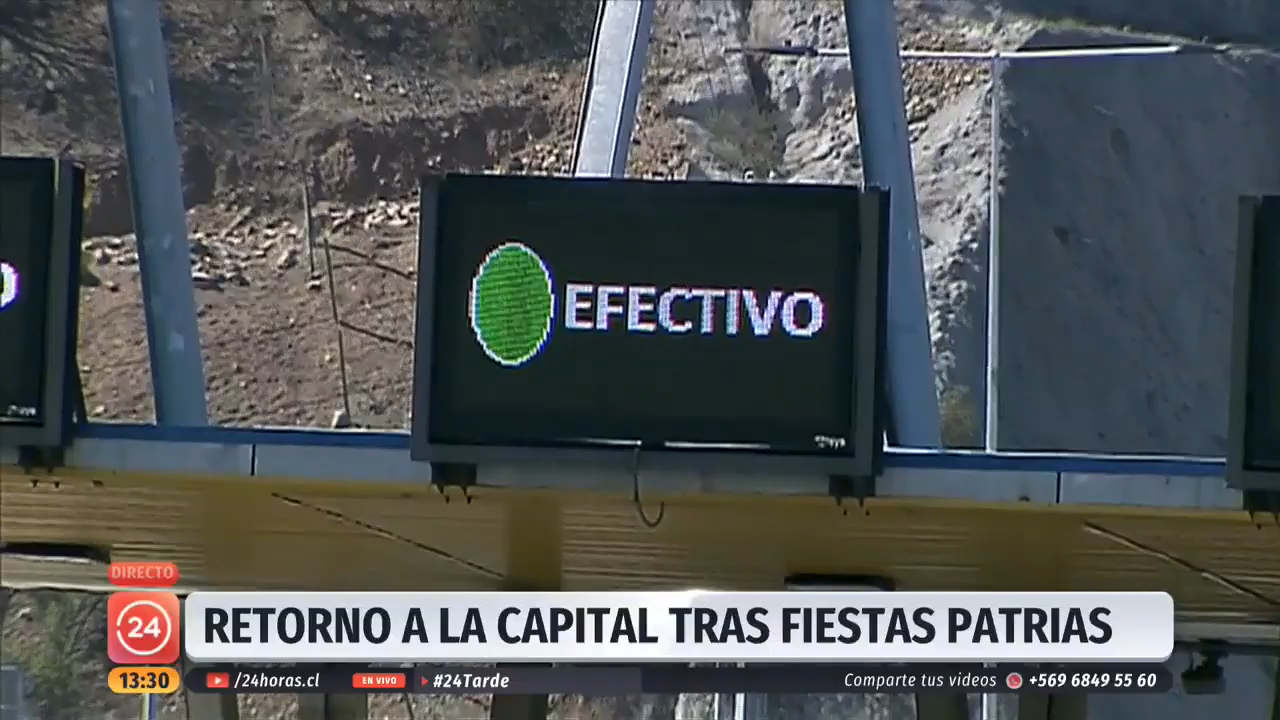 EFECTIVO
DIRECTO
24
RETORNO A LA CAPITAL TRAS FIESTAS PATRIAS
13:30
/24horas.cl
EN VIVO
#24Tarde
Comparte tus videos
+569 6849 55 60